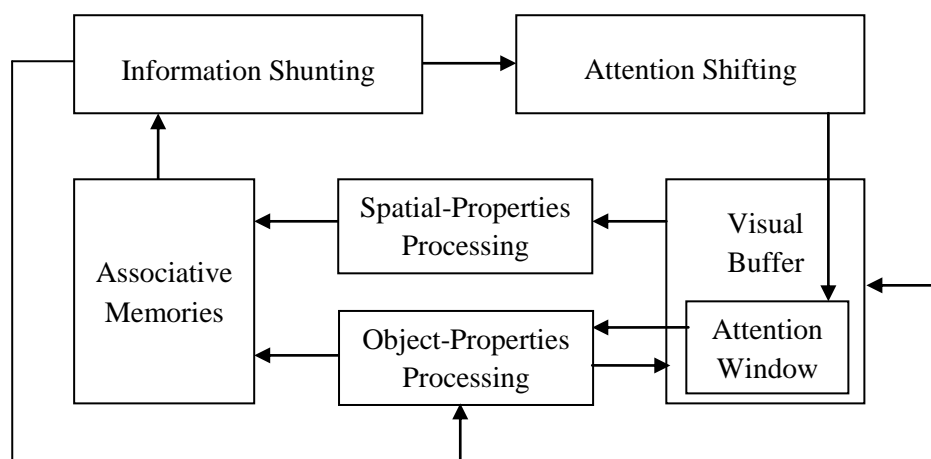 Information Shunting
Attention Shifting
Associative
Memories
Spatial-Properties
Processing
Object-Properties
Processing
Visual
Buffer
Attention
Window